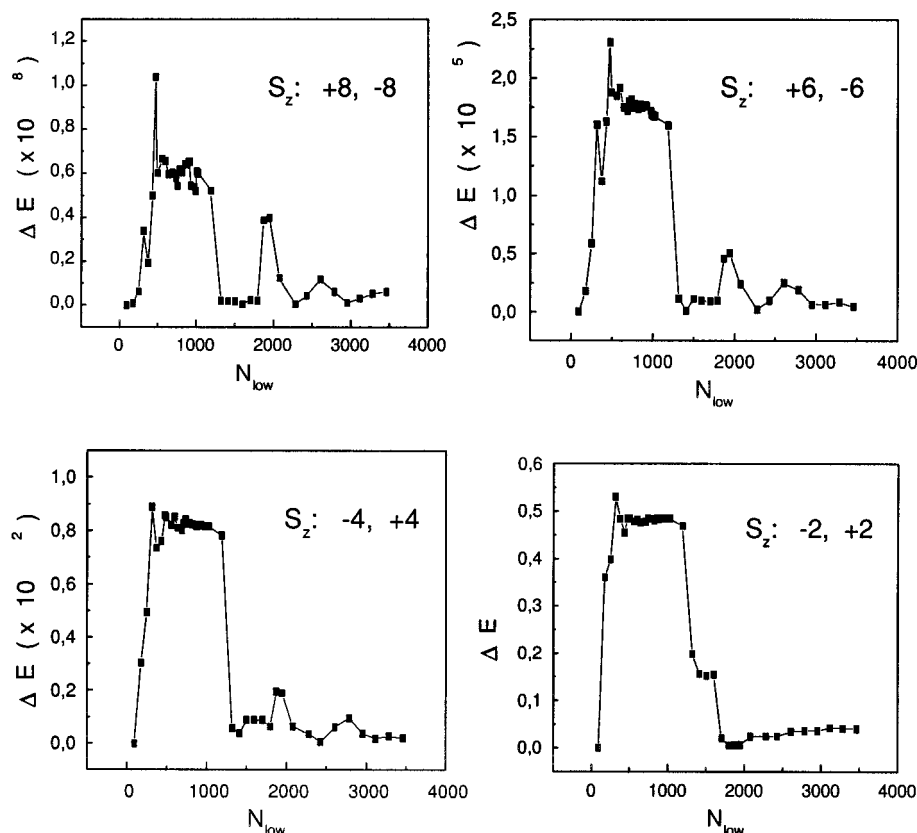 1,2
1,0
0,8
0,6
0,4
0,2
0,0
Δ E ( x 10 8 )
S_z: +8, -8
0 1000 2000 3000 4000
N_low
2,5
2,0
1,5
1,0
0,5
0,0
Δ E ( x 10 5 )
S_z: +6, -6
0 1000 2000 3000 4000
N_low
1,0
0,8
0,6
0,4
0,2
0,0
Δ E ( x 10 2 )
S_z: -4, +4
0 1000 2000 3000 4000
N_low
0,6
0,5
0,4
0,3
0,2
0,1
0,0
Δ E
S_z: -2, +2
0 1000 2000 3000 4000
N_low